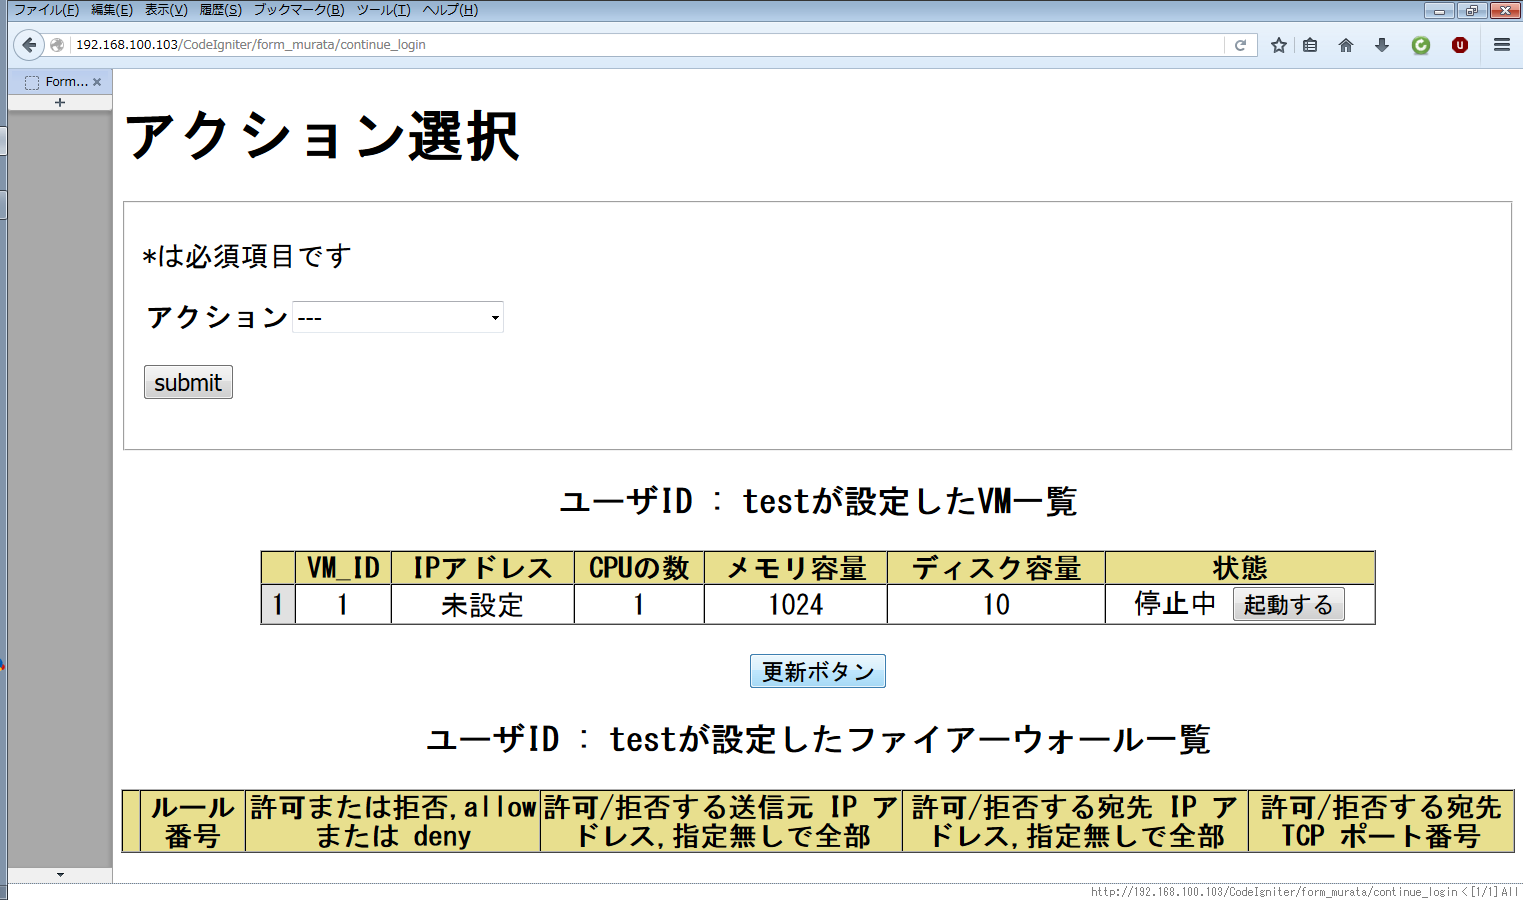 ファイル(F) 編集(E) 表示(V) 履歴(S) ブックマーク(B) ツール(T) ヘルプ(H)
192.168.100.103/CodeIgniter/form_murata/continue_login
Form...
アクション選択
*は必須項目です
アクション ---
submit
ユーザID : testが設定したVM一覧
VM_ID IPアドレス CPUの数 メモリ容量 ディスク容量 状態
1 1 未設定 1 1024 10 停止中 起動する
更新ボタン
ユーザID : testが設定したファイアーウォール一覧
ルール 許可または拒否,allow 許可/拒否する送信元 IP ア 許可/拒否する宛先 IP ア 許可/拒否する宛先
番号 または deny ドレス,指定無しで全部 ドレス,指定無しで全部 TCP ポート番号
http://192.168.100.103/CodeIgniter/form_murata/continue_login < [1/1] All